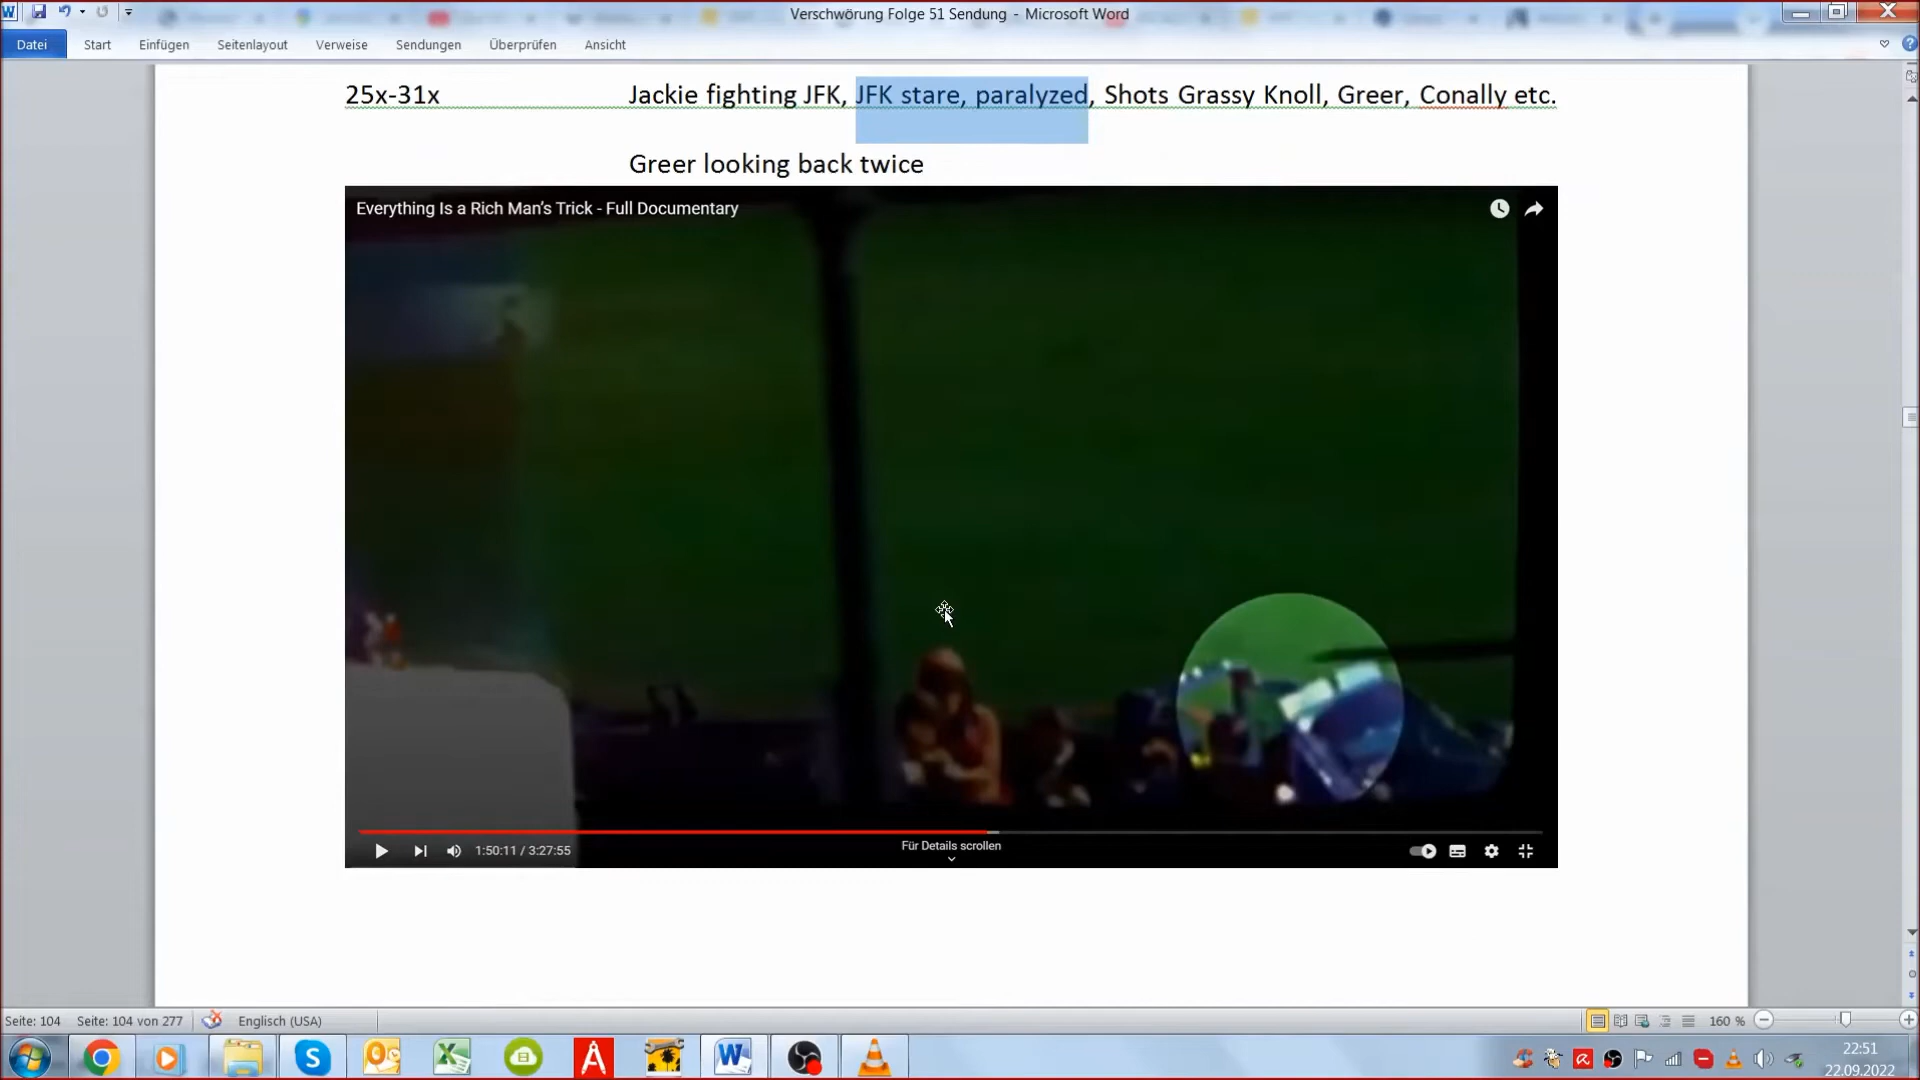 Verschwörung Folge 51 Sendung - Microsoft Word
Datei Start Einfügen Seitenlayout Verweise Sendungen Überprüfen Ansicht
25x-31x Jackie fighting JFK, JFK stare, paralyzed, Shots Grassy Knoll, Greer, Conally etc.
Greer looking back twice
Everything Is a Rich Man’s Trick - Full Documentary
1:50:11 / 3:27:55
Für Details scrollen
Seite: 104 Seite: 104 von 277 Englisch (USA) 160 %
22:51
22.09.2022